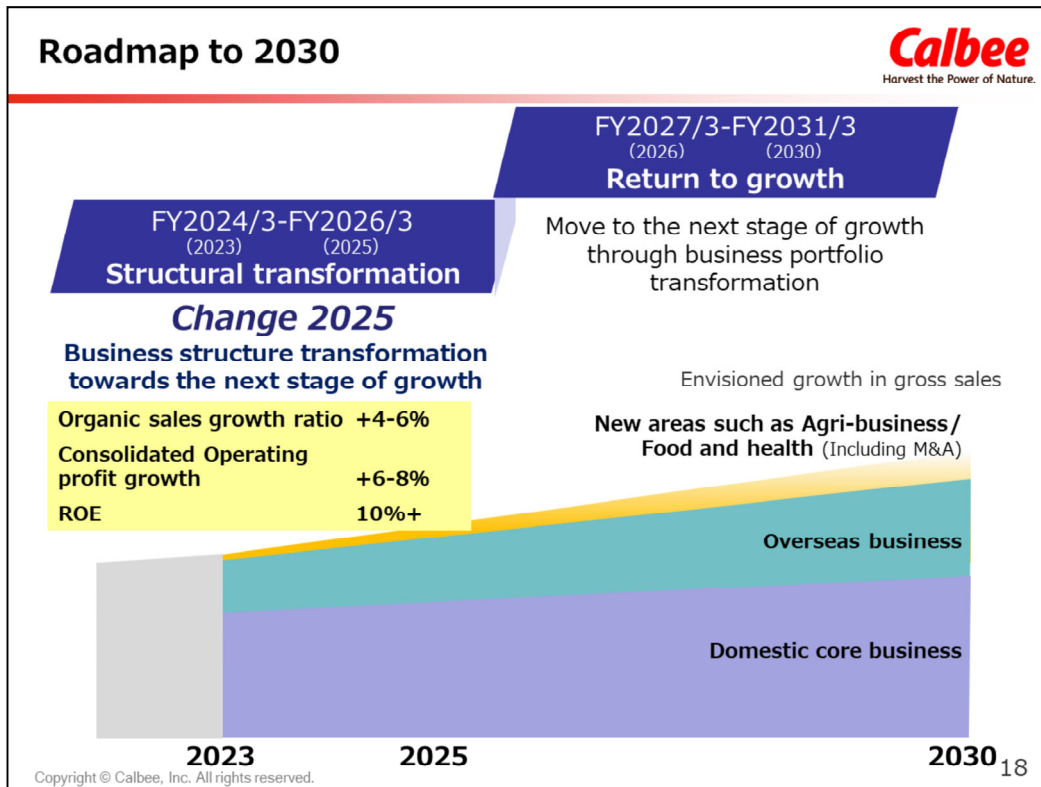 Roadmap to 2030
Calbee
Harvest the Power of Nature.
FY2027/3-FY2031/3
(2026) (2030)
Return to growth
FY2024/3-FY2026/3
(2023) (2025)
Structural transformation
Move to the next stage of growth
through business portfolio
transformation
Change 2025
Business structure transformation
towards the next stage of growth
Organic sales growth ratio +4-6%
Consolidated Operating
profit growth +6-8%
ROE 10%+
Envisioned growth in gross sales
New areas such as Agri-business/
Food and health (Including M&A)
Overseas business
Domestic core business
2023 2025 2030
Copyright © Calbee, Inc. All rights reserved.
18